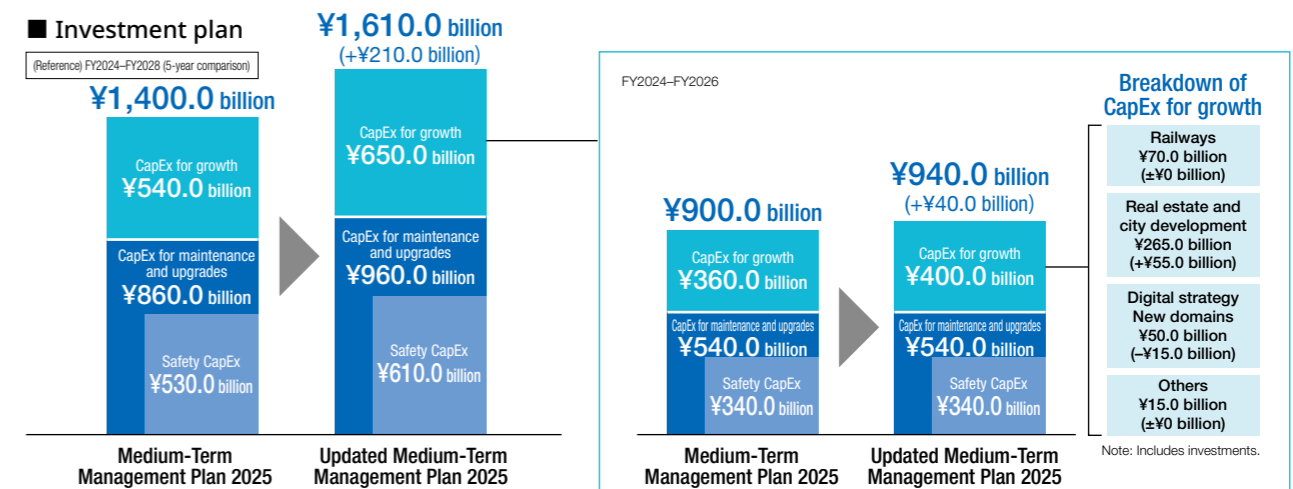 ■ Investment plan
(Reference) FY2024–FY2028 (5-year comparison)
¥1,400.0 billion
CapEx for growth
¥540.0 billion
CapEx for maintenance
and upgrades
¥860.0 billion
Safety CapEx
¥530.0 billion
Medium-Term
Management Plan 2025
¥1,610.0 billion
(+¥210.0 billion)
CapEx for growth
¥650.0 billion
CapEx for maintenance
and upgrades
¥960.0 billion
Safety CapEx
¥610.0 billion
Updated Medium-Term
Management Plan 2025
FY2024–FY2026
¥900.0 billion
CapEx for growth
¥360.0 billion
CapEx for maintenance and upgrades
¥540.0 billion
Safety CapEx
¥340.0 billion
Medium-Term
Management Plan 2025
¥940.0 billion
(+¥40.0 billion)
CapEx for growth
¥400.0 billion
CapEx for maintenance and upgrades
¥540.0 billion
Safety CapEx
¥340.0 billion
Updated Medium-Term
Management Plan 2025
Breakdown of
CapEx for growth
Railways
¥70.0 billion
(±¥0 billion)
Real estate and
city development
¥265.0 billion
(+¥55.0 billion)
Digital strategy
New domains
¥50.0 billion
(–¥15.0 billion)
Others
¥15.0 billion
(±¥0 billion)
Note: Includes investments.